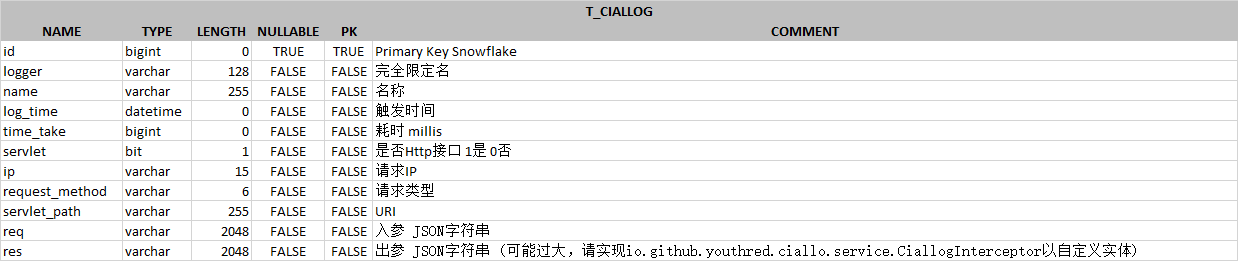 T_CIALLOG
NAME TYPE LENGTH NULLABLE PK COMMENT
id bigint 0 TRUE TRUE Primary Key Snowflake
logger varchar 128 FALSE FALSE 完全限定名
name varchar 255 FALSE FALSE 名称
log_time datetime 0 FALSE FALSE 触发时间
time_take bigint 0 FALSE FALSE 耗时 millis
servlet bit 1 FALSE FALSE 是否Http接口 1是 0否
ip varchar 15 FALSE FALSE 请求IP
request_method varchar 6 FALSE FALSE 请求类型
servlet_path varchar 255 FALSE FALSE URI
req varchar 2048 FALSE FALSE 入参 JSON字符串
res varchar 2048 FALSE FALSE 出参 JSON字符串 (可能过大，请实现io.github.youthred.ciallo.service.CiallogInterceptor以自定义实体)